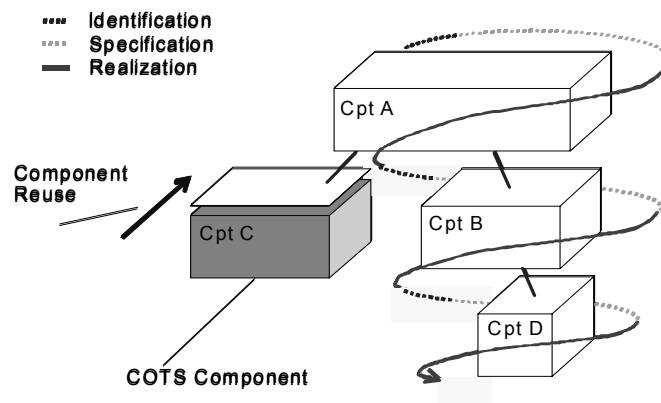 Identification
Specification
Realization
Cpt A
Component
Reuse
Cpt C
Cpt B
Cpt D
COTS Component